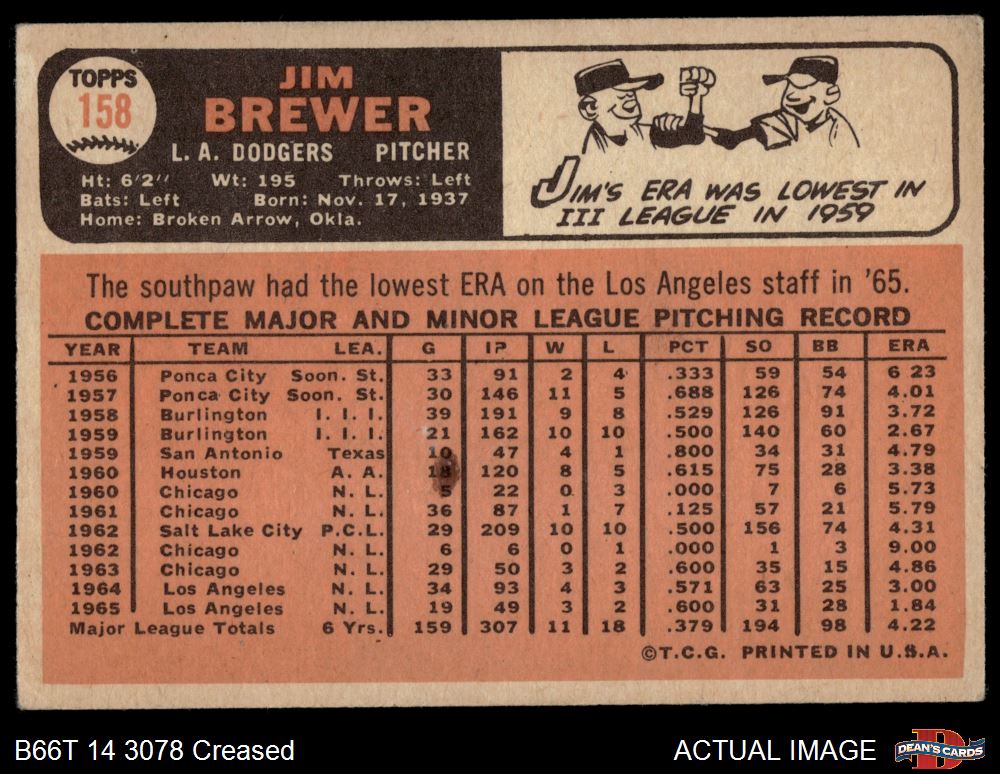 TOPPS
158
JIM
BREWER
L. A. DODGERS PITCHER
Ht: 6'2" Wt: 195 Throws: Left
Bats: Left Born: Nov. 17, 1937
Home: Broken Arrow, Okla.
JIM'S ERA WAS LOWEST IN
III LEAGUE IN 1959
The southpaw had the lowest ERA on the Los Angeles staff in '65.
COMPLETE MAJOR AND MINOR LEAGUE PITCHING RECORD
YEAR TEAM LEA. G IP W L PCT SO BB ERA
1956 Ponca City Soon. St. 33 91 2 4 .333 59 54 6 23
1957 Ponca City Soon. St. 30 146 11 5 .688 126 74 4.01
1958 Burlington I. I. I. 39 191 9 8 .529 126 91 3.72
1959 Burlington I. I. I. 21 162 10 10 .500 140 60 2.67
1959 San Antonio Texas 10 47 4 1 .800 34 31 4.79
1960 Houston A. A. 18 120 8 5 .615 75 28 3.38
1960 Chicago N. L. 5 22 0 3 .000 7 6 5.73
1961 Chicago N. L. 36 87 1 7 .125 57 21 5.79
1962 Salt Lake City P.C.L. 29 209 10 10 .500 156 74 4.31
1962 Chicago N. L. 6 6 0 1 .000 1 3 9.00
1963 Chicago N. L. 29 50 3 2 .600 35 15 4.86
1964 Los Angeles N. L. 34 93 4 3 .571 63 25 3.00
1965 Los Angeles N. L. 19 49 3 2 .600 31 28 1.84
Major League Totals 6 Yrs. 159 307 11 18 .379 194 98 4.22
©T.C.G. PRINTED IN U.S.A.
B66T 14 3078 Creased
ACTUAL IMAGE
DEAN'S CARDS